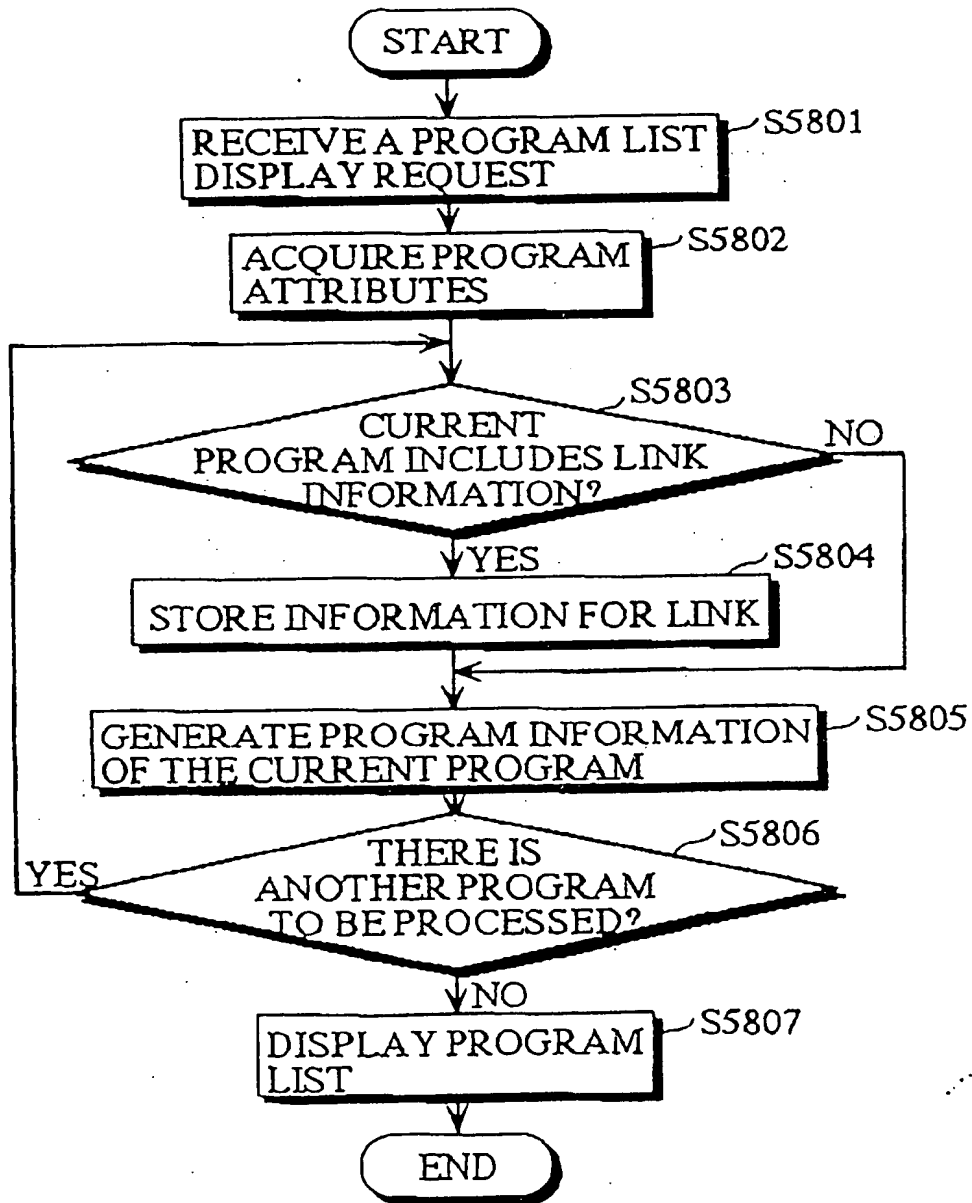 START
S5801
RECEIVE A PROGRAM LIST
DISPLAY REQUEST
S5802
ACQUIRE PROGRAM
ATTRIBUTES
S5803
CURRENT
PROGRAM INCLUDES LINK
INFORMATION?
NO
YES
S5804
STORE INFORMATION FOR LINK
S5805
GENERATE PROGRAM INFORMATION
OF THE CURRENT PROGRAM
S5806
THERE IS
ANOTHER PROGRAM
TO BE PROCESSED?
YES
NO
S5807
DISPLAY PROGRAM
LIST
END